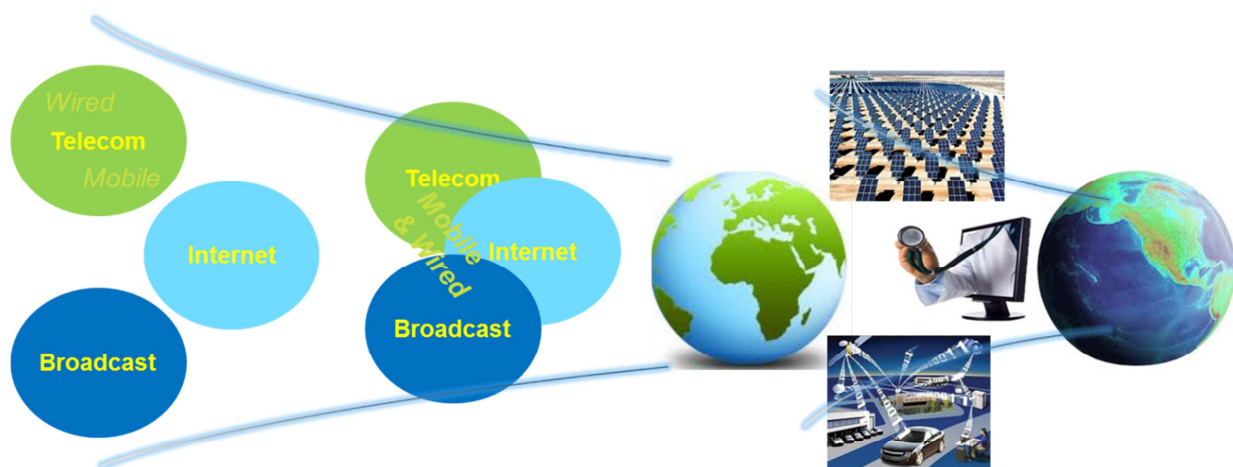 Wired
Telecom
Mobile
Internet
Broadcast
Telecom
Mobile
& Wired
Internet
Broadcast